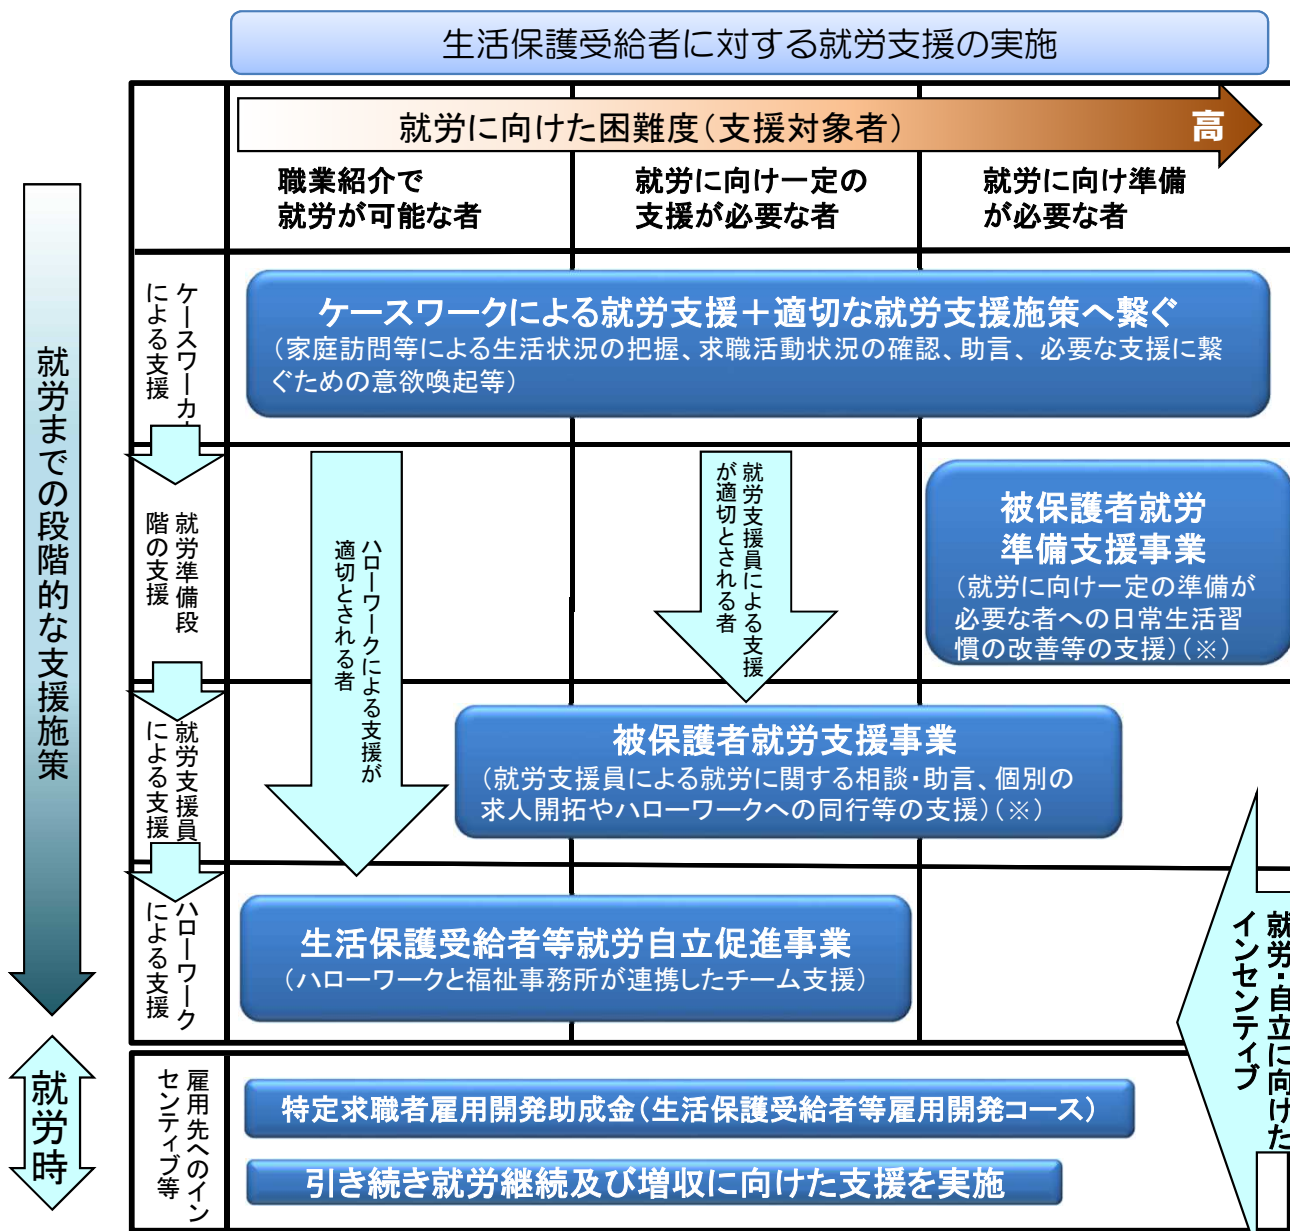 生活保護受給者に対する就労支援の実施
就労に向けた困難度（支援対象者）
高
職業紹介で
就労が可能な者
就労に向け一定の
支援が必要な者
就労に向け準備
が必要な者
就労までの段階的な支援施策
ケースワーカー
による支援
ケースワークによる就労支援＋適切な就労支援施策へ繋ぐ
（家庭訪問等による生活状況の把握、求職活動状況の確認、助言、必要な支援に繋
ぐための意欲喚起等）
就労準備段
階の支援
ハローワークによる支援が
適切とされる者
就労支援員による支援
が適切とされる者
被保護者就労
準備支援事業
（就労に向け一定の準備が
必要な者への日常生活習
慣の改善等の支援）（※）
就労支援員
による支援
被保護者就労支援事業
（就労支援員による就労に関する相談・助言、個別の
求人開拓やハローワークへの同行等の支援）（※）
ハローワーク
による支援
生活保護受給者等就労自立促進事業
（ハローワークと福祉事務所が連携したチーム支援）
就労・自立に向けた
インセンティブ
就労時
雇用先へのイン
センティブ等
特定求職者雇用開発助成金（生活保護受給者等雇用開発コース）
引き続き就労継続及び増収に向けた支援を実施